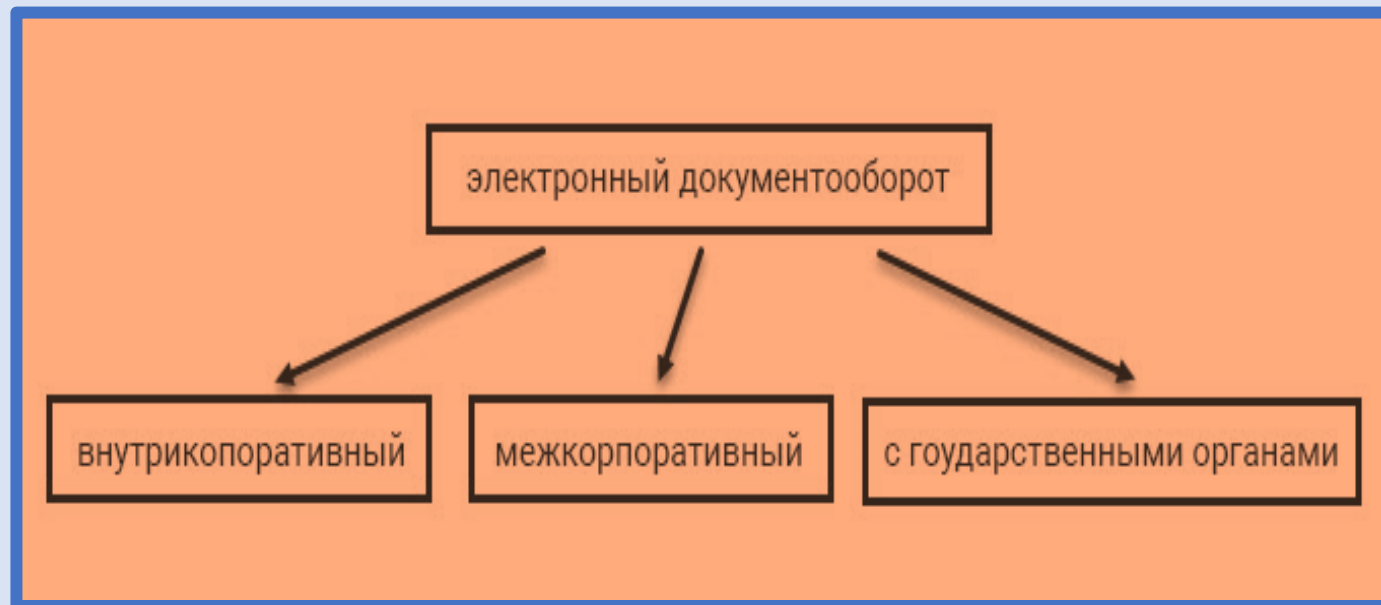 электронный документооборот
внутрикопоративный
межкорпоративный
с гоударственными органами